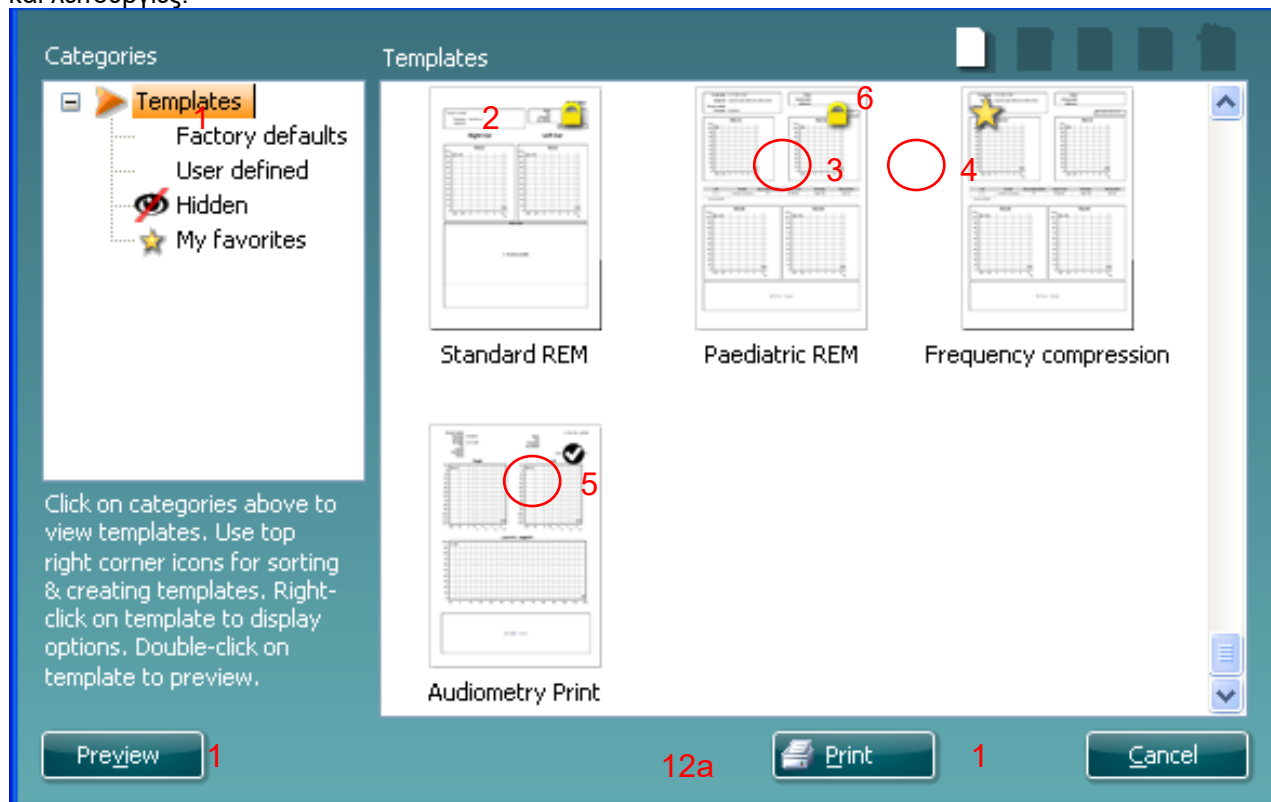 και λειτουργίες.
Categories
Templates
Templates
1
Factory defaults
User defined
Hidden
My favorites
2
6
3
4
Standard REM
Paediatric REM
Frequency compression
5
Audiometry Print
Click on categories above to
view templates. Use top
right corner icons for sorting
& creating templates. Right-
click on template to display
options. Double-click on
template to preview.
Preview
1
12a
Print
1
Cancel